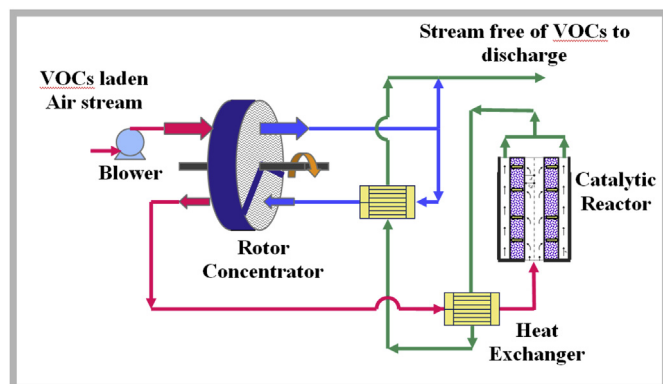 Stream free of VOCs to
discharge
VOCs laden
Air stream
Blower
Rotor
Concentrator
Catalytic
Reactor
Heat
Exchanger